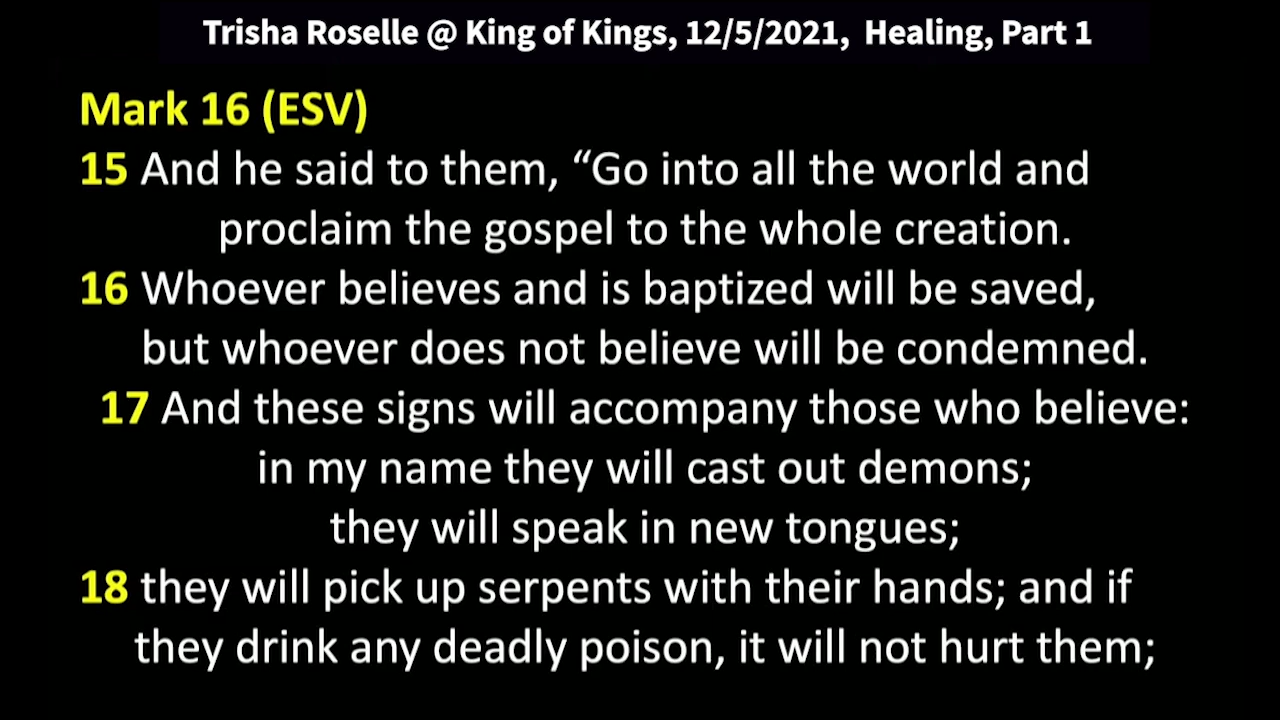 Trisha Roselle @ King of Kings, 12/5/2021, Healing, Part 1
Mark 16 (ESV)
15 And he said to them, “Go into all the world and
proclaim the gospel to the whole creation.
16 Whoever believes and is baptized will be saved,
but whoever does not believe will be condemned.
17 And these signs will accompany those who believe:
in my name they will cast out demons;
they will speak in new tongues;
18 they will pick up serpents with their hands; and if
they drink any deadly poison, it will not hurt them;